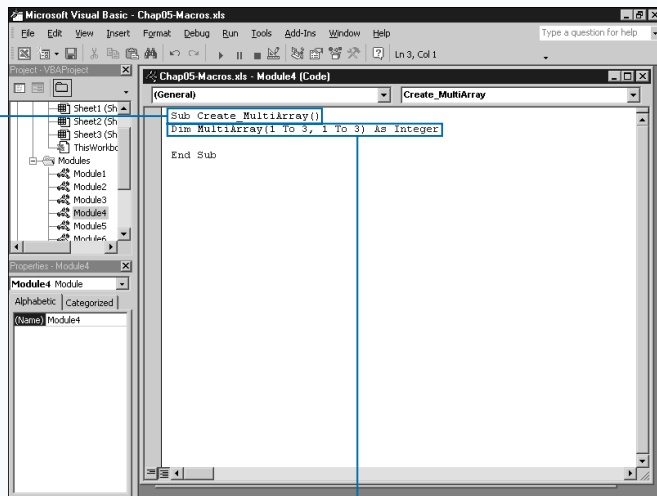 Microsoft Visual Basic - Chap05-Macros.xls
File Edit View Insert Format Debug Run Tools Add-Ins Window Help
Type a question for help
Ln 3, Col 1
Project - VBAProject
Sheet1 (Sh
Sheet2 (Sh
Sheet3 (Sh
ThisWorkbo
Modules
Module1
Module2
Module3
Module4
Module5
Module6
Properties - Module4
Module4 Module
Alphabetic Categorized
(Name) Module4
Chap05-Macros.xls - Module4 (Code)
(General) Create_MultiArray
Sub Create_MultiArray()
Dim MultiArray(1 To 3, 1 To 3) As Integer
End Sub